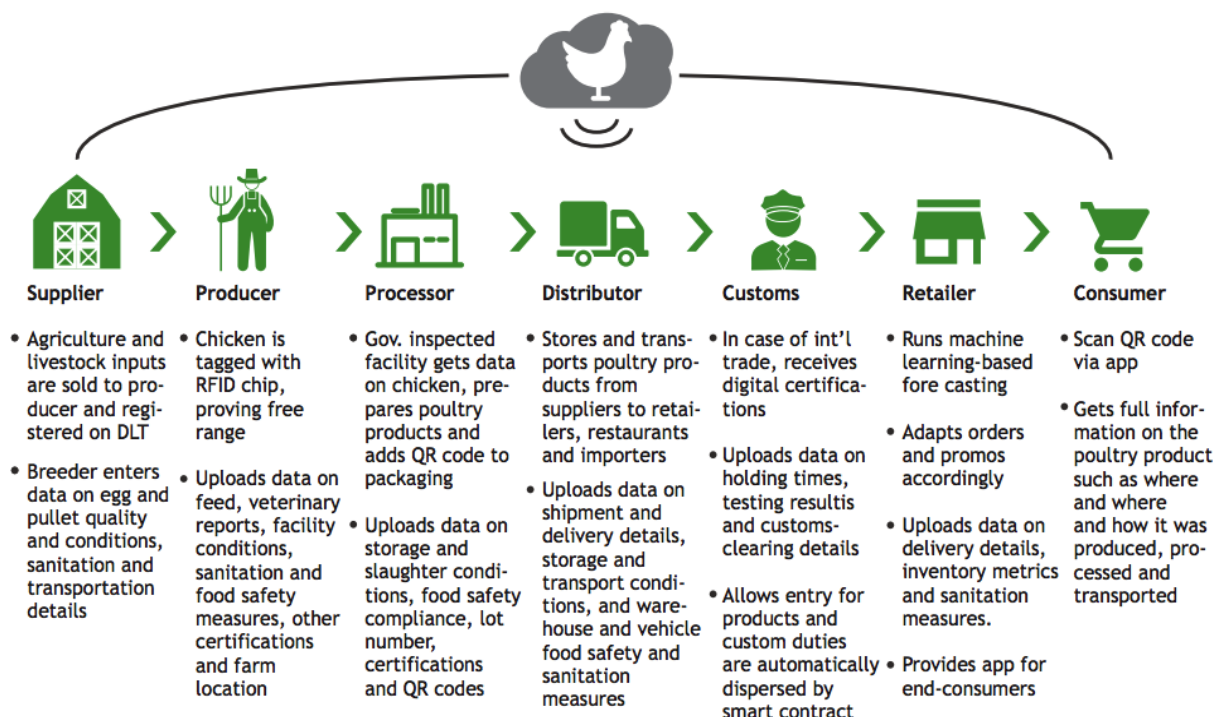 Supplier
• Agriculture and
livestock inputs
are sold to pro-
ducer and regi-
stered on DLT
• Breeder enters
data on egg and
pullet quality
and conditions,
sanitation and
transportation
details
Producer
• Chicken is
tagged with
RFID chip,
proving free
range
• Uploads data on
feed, veterinary
reports, facility
conditions,
sanitation and
food safety
measures, other
certifications
and farm
location
Processor
• Gov. inspected
facility gets data
on chicken, pre-
pares poultry
products and
adds QR code to
packaging
• Uploads data on
storage and
slaughter condi-
tions, food safety
compliance, lot
number,
certifications
and QR codes
Distributor
• Stores and trans-
ports poultry pro-
ducts from
suppliers to retai-
lers, restaurants
and importers
• Uploads data on
shipment and
delivery details,
storage and
transport condi-
tions, and ware-
house and vehicle
food safety and
sanitation
measures
Customs
• In case of int'l
trade, receives
digital certifica-
tions
• Uploads data on
holding times,
testing resultis
and customs-
clearing details
• Allows entry for
products and
custom duties
are automatically
dispersed by
smart contract
Retailer
• Runs machine
learning-based
fore casting
• Adapts orders
and promos
accordingly
• Uploads data on
delivery details,
inventory metrics
and sanitation
measures.
• Provides app for
end-consumers
Consumer
• Scan QR code
via app
• Gets full infor-
mation on the
poultry product
such as where
and where
and how it was
produced, pro-
cessed and
transported